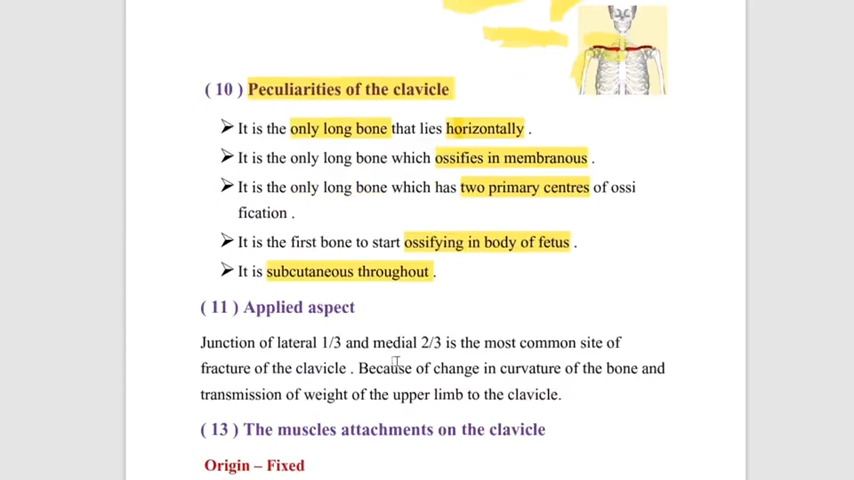 ( 10 ) Peculiarities of the clavicle
➢ It is the only long bone that lies horizontally .
➢ It is the only long bone which ossifies in membranous .
➢ It is the only long bone which has two primary centres of ossi
fication .
➢ It is the first bone to start ossifying in body of fetus .
➢ It is subcutaneous throughout .
( 11 ) Applied aspect
Junction of lateral 1/3 and medial 2/3 is the most common site of
fracture of the clavicle . Because of change in curvature of the bone and
transmission of weight of the upper limb to the clavicle.
( 13 ) The muscles attachments on the clavicle
Origin – Fixed